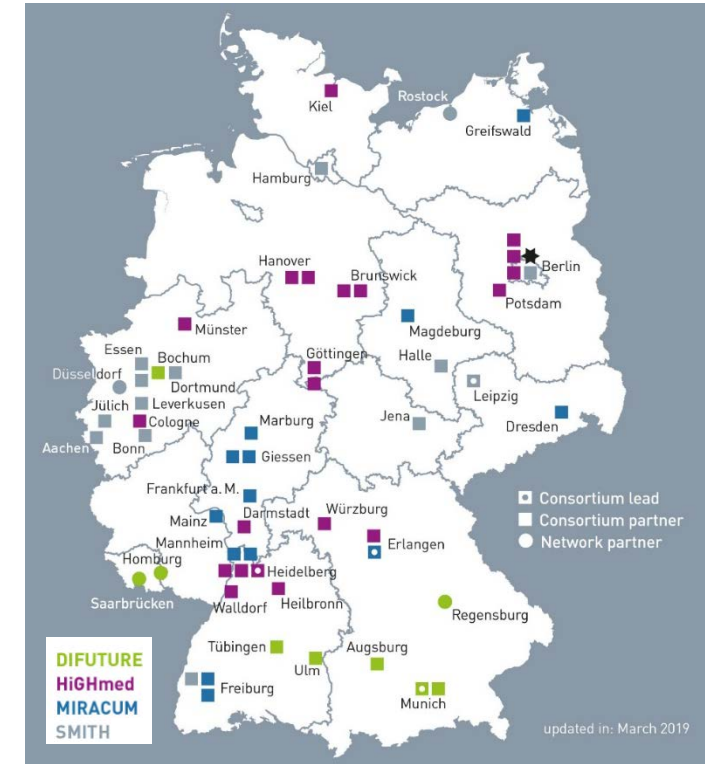 Rostock
Kiel
Greifswald
Hamburg
Hanover
Brunswick
Berlin
Potsdam
Münster
Magdeburg
Essen
Bochum
Göttingen
Halle
Düsseldorf
Dortmund
Leipzig
Jülich
Leverkusen
Cologne
Marburg
Jena
Dresden
Aachen
Bonn
Giessen
Frankfurt a.M.
Darmstadt
Würzburg
Consortium lead
Consortium partner
Network partner
Mainz
Mannheim
Erlangen
Homburg
Heidelberg
Saarbrücken
Walldorf
Heilbronn
Regensburg
Tübingen
Augsburg
Ulm
DIFUTURE
HiGHmed
MIRACUM
SMITH
Freiburg
Munich
updated in: March 2019